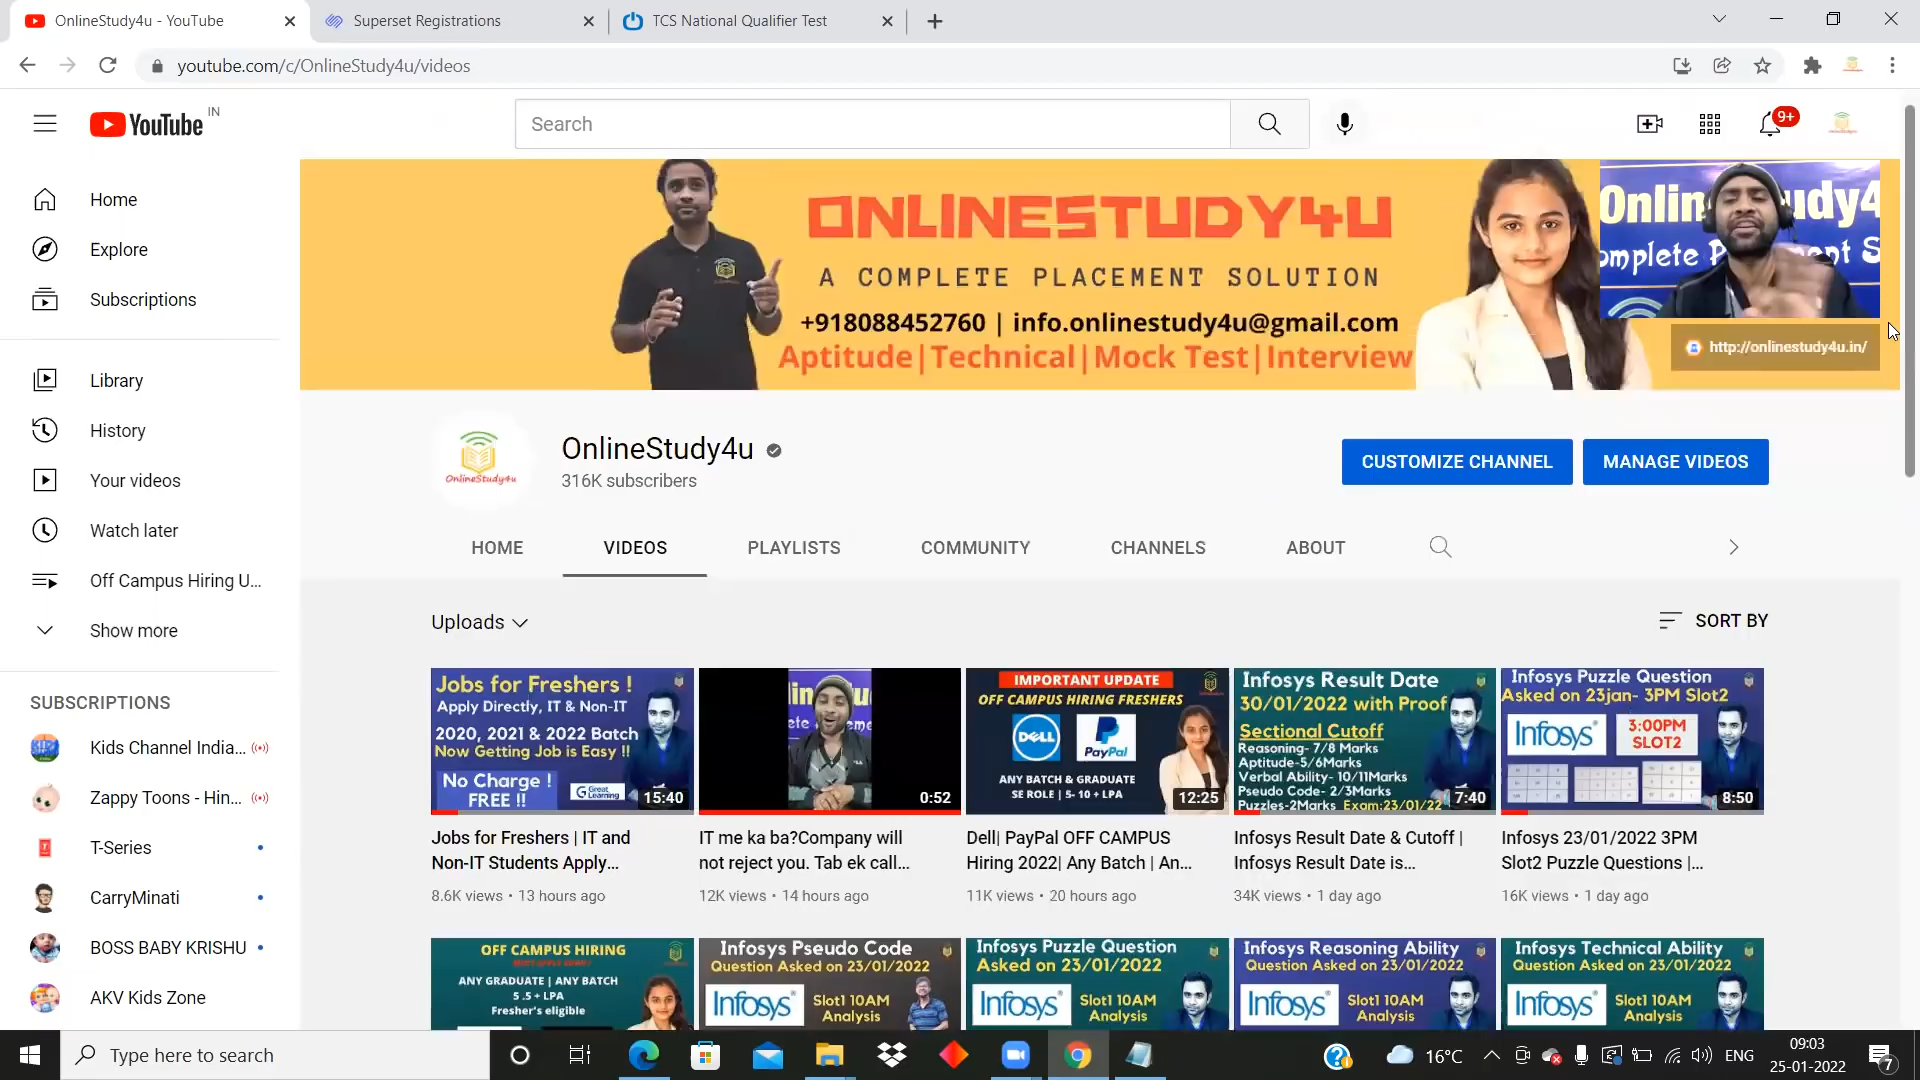 OnlineStudy4u - YouTube
Superset Registrations
TCS National Qualifier Test
youtube.com/c/OnlineStudy4u/videos
YouTube IN
Search
9+
Home
Explore
Subscriptions
Library
History
Your videos
Watch later
Off Campus Hiring U...
Show more
SUBSCRIPTIONS
Kids Channel India...
Zappy Toons - Hin...
T-Series
CarryMinati
BOSS BABY KRISHU
AKV Kids Zone
ONLINESTUDY4U
A COMPLETE PLACEMENT SOLUTION
+918088452760 | info.onlinestudy4u@gmail.com
Aptitude|Technical|Mock Test|Interview
http://onlinestudy4u.in/
OnlineStudy4u
OnlineStudy4u
316K subscribers
CUSTOMIZE CHANNEL
MANAGE VIDEOS
HOME
VIDEOS
PLAYLISTS
COMMUNITY
CHANNELS
ABOUT
Uploads
SORT BY
Jobs for Freshers !
Apply Directly, IT & Non-IT
2020, 2021 & 2022 Batch
Now Getting Job is Easy !!
No Charge !
FREE !!
Great Learning
15:40
Jobs for Freshers | IT and
Non-IT Students Apply...
8.6K views • 13 hours ago
0:52
IT me ka ba?Company will
not reject you. Tab ek call...
12K views • 14 hours ago
IMPORTANT UPDATE
OFF CAMPUS HIRING FRESHERS
DELL
PayPal
ANY BATCH & GRADUATE
SE ROLE | 5- 10 + LPA
12:25
Dell| PayPal OFF CAMPUS
Hiring 2022| Any Batch | An...
11K views • 20 hours ago
Infosys Result Date
30/01/2022 with Proof
Sectional Cutoff
Reasoning- 7/8 Marks
Aptitude-5/6Marks
Verbal Ability- 10/11Marks
Pseudo Code- 2/3Marks
Puzzles-2Marks Exam:23/01/22
7:40
Infosys Result Date & Cutoff |
Infosys Result Date is...
34K views • 1 day ago
Infosys Puzzle Question
Asked on 23jan- 3PM Slot2
Infosys
3:00PM
SLOT2
8:50
Infosys 23/01/2022 3PM
Slot2 Puzzle Questions |...
16K views • 1 day ago
OFF CAMPUS HIRING
ANY GRADUATE | ANY BATCH
5 .5 + LPA
Fresher's eligible
Infosys Pseudo Code
Question Asked on 23/01/2022
Infosys
Slot1 10AM
Analysis
Infosys Puzzle Question
Asked on 23/01/2022
Infosys
Slot1 10AM
Analysis
Infosys Reasoning Ability
Question Asked on 23/01/2022
Infosys
Slot1 10AM
Analysis
Infosys Technical Ability
Question Asked on 23/01/2022
Infosys
Slot1 10AM
Analysis
Type here to search
16°C
ENG
09:03
25-01-2022
7